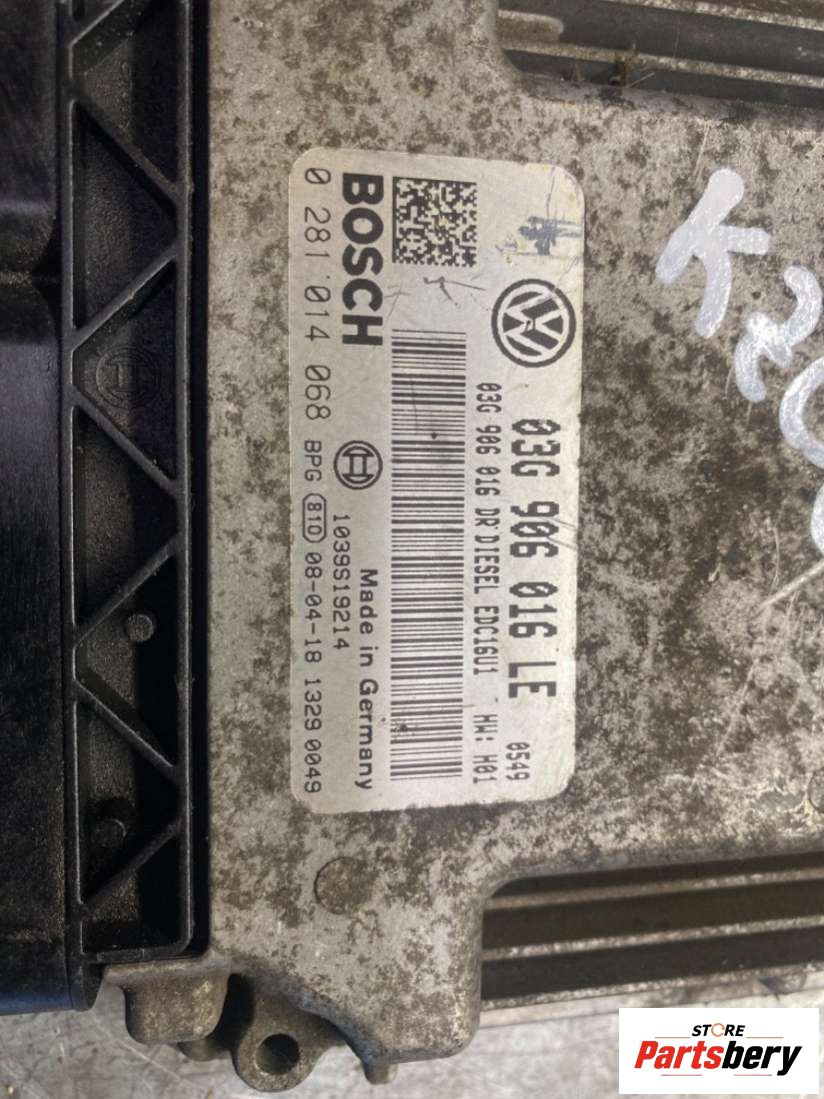 03G 906 016 LE 0549
03G 906 016 DR DIESEL EDC16U1 HW: H01
BOSCH
Made in Germany
1039S19214
0 281 014 068 BPG 810 08-04-18 1329 0049
STORE
Partsbery